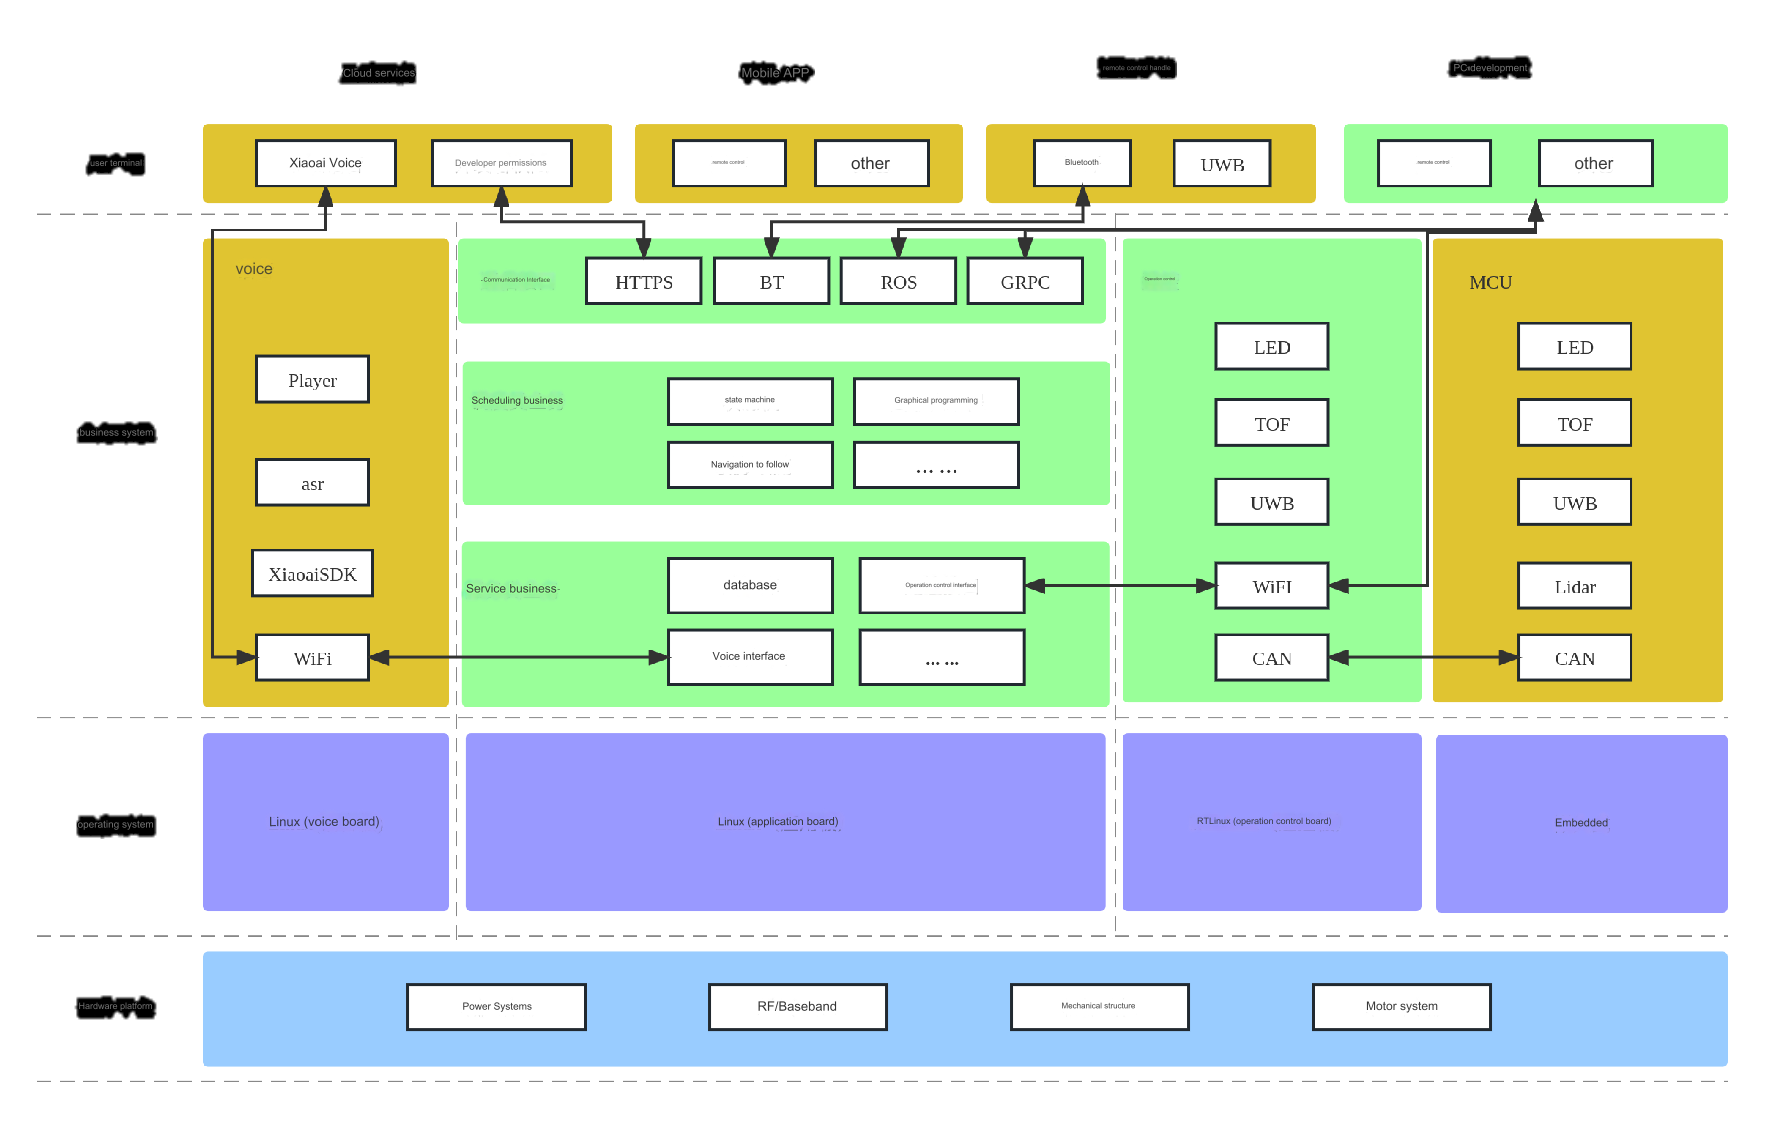 Cloud services
Mobile APP
remote control handle
PC development
user terminal
Xiaoai Voice
Developer permissions
remote control
other
Bluetooth
UWB
remote control
other
business system
voice
Player
asr
XiaoaiSDK
WiFi
-Communication Interface
HTTPS
BT
ROS
GRPC
Scheduling business
state machine
Graphical programming
Navigation to follow
... ...
Service business-
database
Operation control interface
Voice interface
... ...
Operation control
LED
TOF
UWB
WiFI
CAN
MCU
LED
TOF
UWB
Lidar
CAN
operating system
Linux (voice board)
Linux (application board)
RTLinux (operation control board)
Embedded
Hardware platform
Power Systems
RF/Baseband
Mechanical structure
Motor system